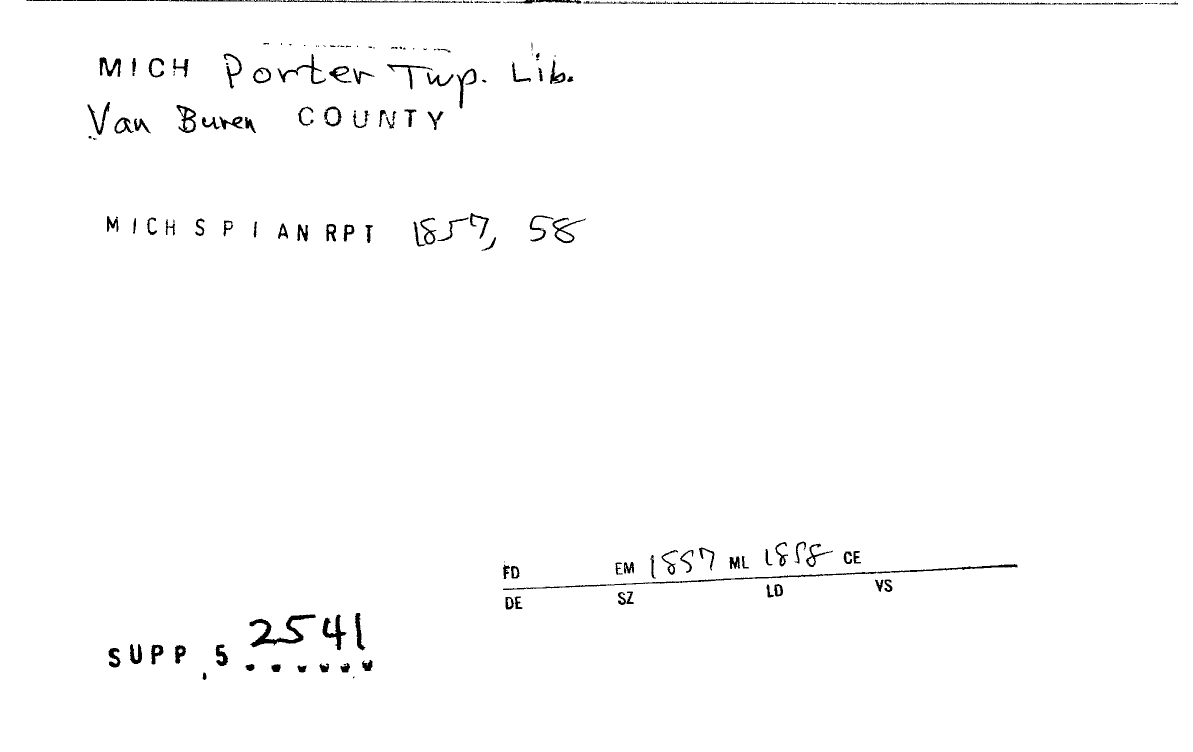 MICH Porter Twp. Lib.
Van Buren COUNTY
MICH S P I AN RPT 1857, 58
FD EM 1857 ML 1858 CE
DE SZ LD VS
SUPP, 5 2541